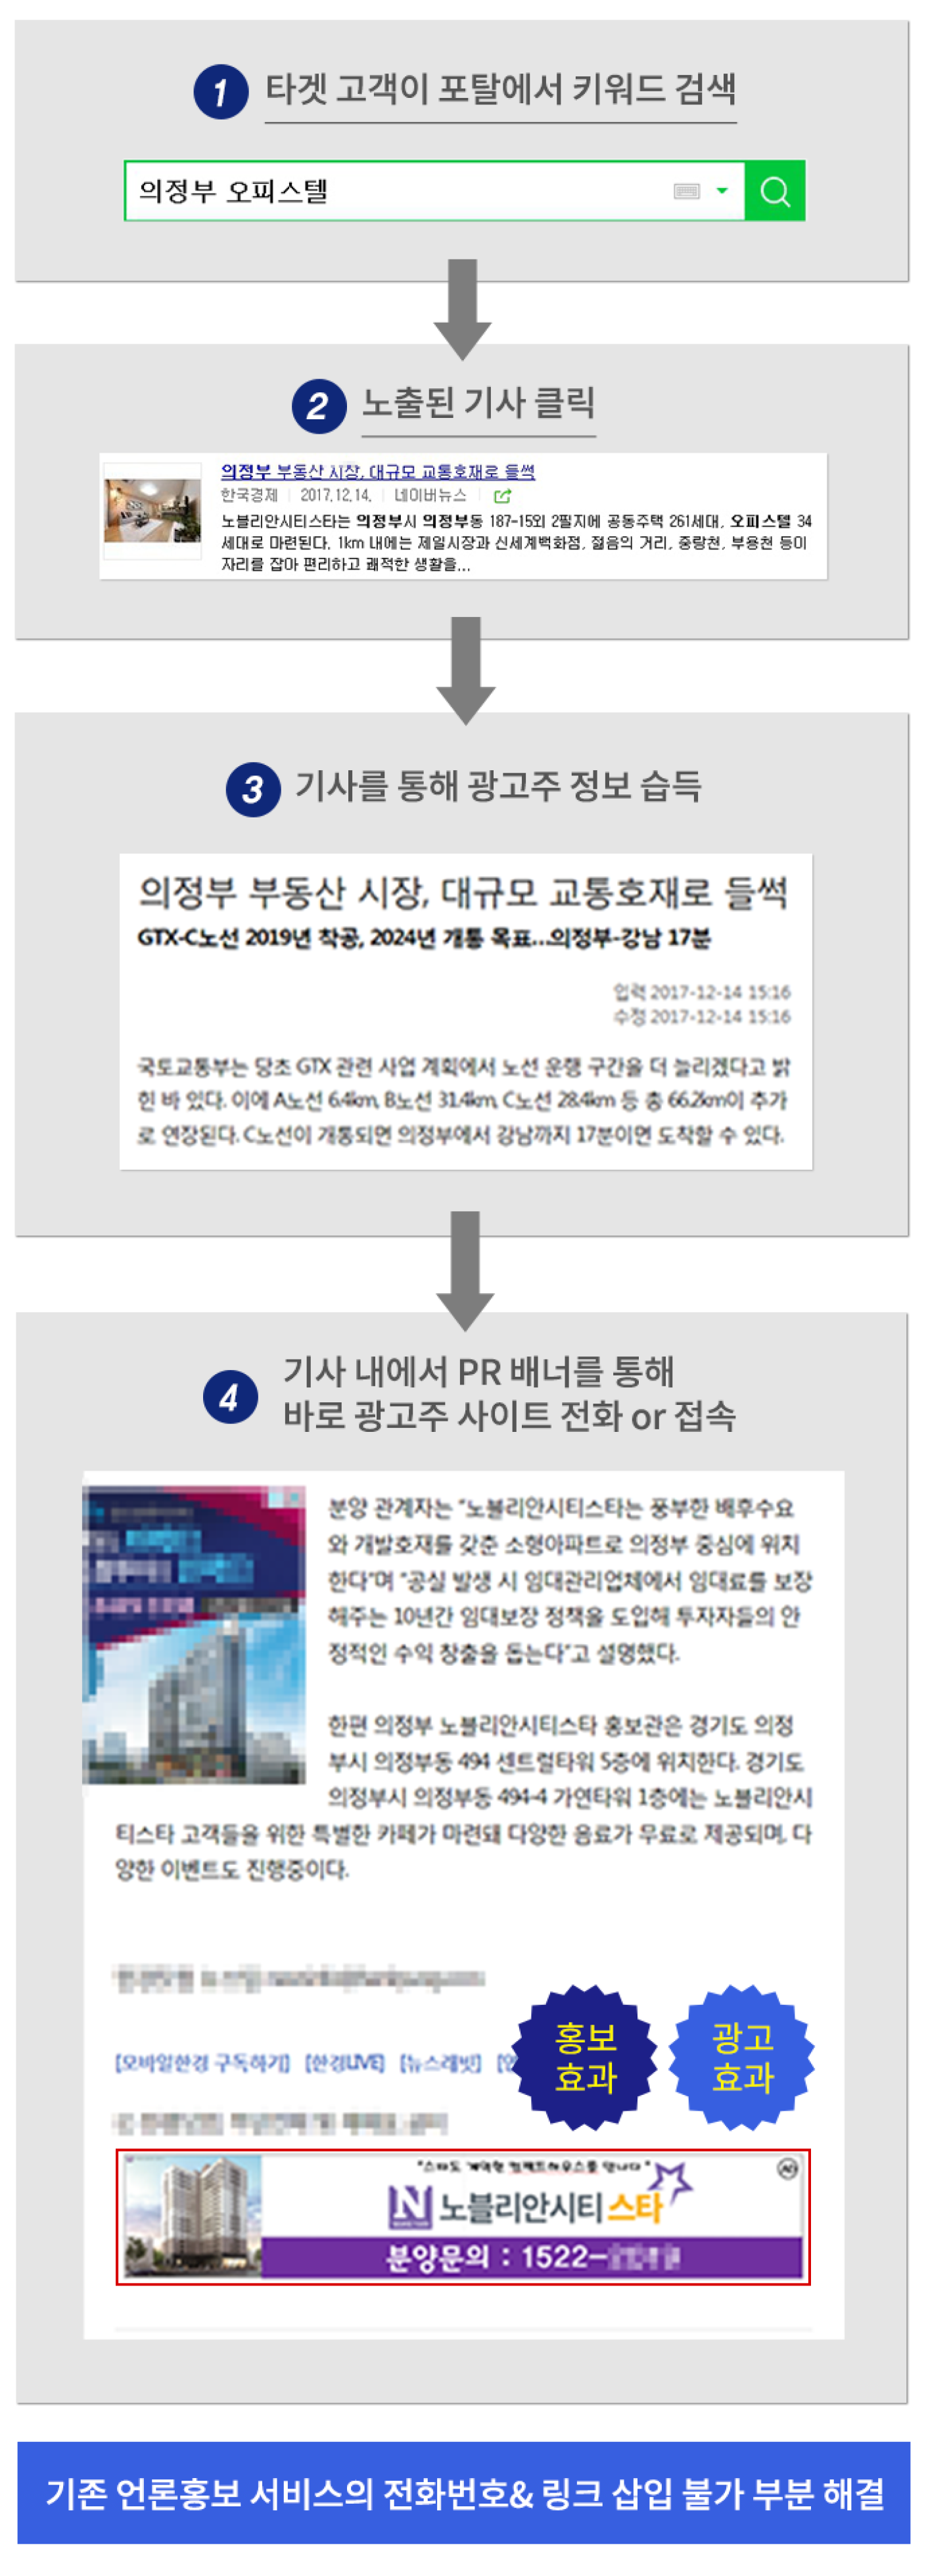 1 타겟 고객이 포탈에서 키워드 검색
의정부 오피스텔
2 노출된 기사 클릭
의정부 부동산 시장, 대규모 교통호재로 들썩
한국경제 2017.12.14. 네이버뉴스
노블리안시티스타는 의정부시 의정부동 187-15외 2필지에 공동주택 261세대, 오피스텔 34
세대로 마련된다. 1km 내에는 제일시장과 신세계백화점, 젊음의 거리, 중랑천, 부용천 등이
자리를 잡아 편리하고 쾌적한 생활을...
3 기사를 통해 광고주 정보 습득
의정부 부동산 시장, 대규모 교통호재로 들썩
GTX-C노선 2019년 착공, 2024년 개통 목표...의정부-강남 17분
입력 2017-12-14 15:16
수정 2017-12-14 15:16
국토교통부는 당초 GTX 관련 사업 계획에서 노선 운행 구간을 더 늘리겠다고 밝
힌 바 있다. 이에 A노선 6.4km, B노선 31.4km, C노선 28.4km 등 총 66.2km이 추가
로 연장된다. C노선이 개통되면 의정부에서 강남까지 17분이면 도착할 수 있다.
4 기사 내에서 PR 배너를 통해
바로 광고주 사이트 전화 or 접속
분양 관계자는 "노블리안시티스타는 풍부한 배후수요
와 개발호재를 갖춘 소형아파트로 의정부 중심에 위치
한다"며 "공실 발생 시 임대관리업체에서 임대료를 보장
해주는 10년간 임대보장 정책을 도입해 투자자들의 안
정적인 수익 창출을 돕는다"고 설명했다.
한편 의정부 노블리안시티스타 홍보관은 경기도 의정
부시 의정부동 494 센트럴타워 5층에 위치한다. 경기도
의정부시 의정부동 494-4 가연타워 1층에는 노블리안시
티스타 고객들을 위한 특별한 카페가 마련돼 다양한 음료가 무료로 제공되며, 다
양한 이벤트도 진행중이다.
홍보
효과
광고
효과
[모바일한경 구독하기] [한경LIVE] [뉴스래빗]
AD
노블리안시티 스타
분양문의 : 1522-
기존 언론홍보 서비스의 전화번호& 링크 삽입 불가 부분 해결